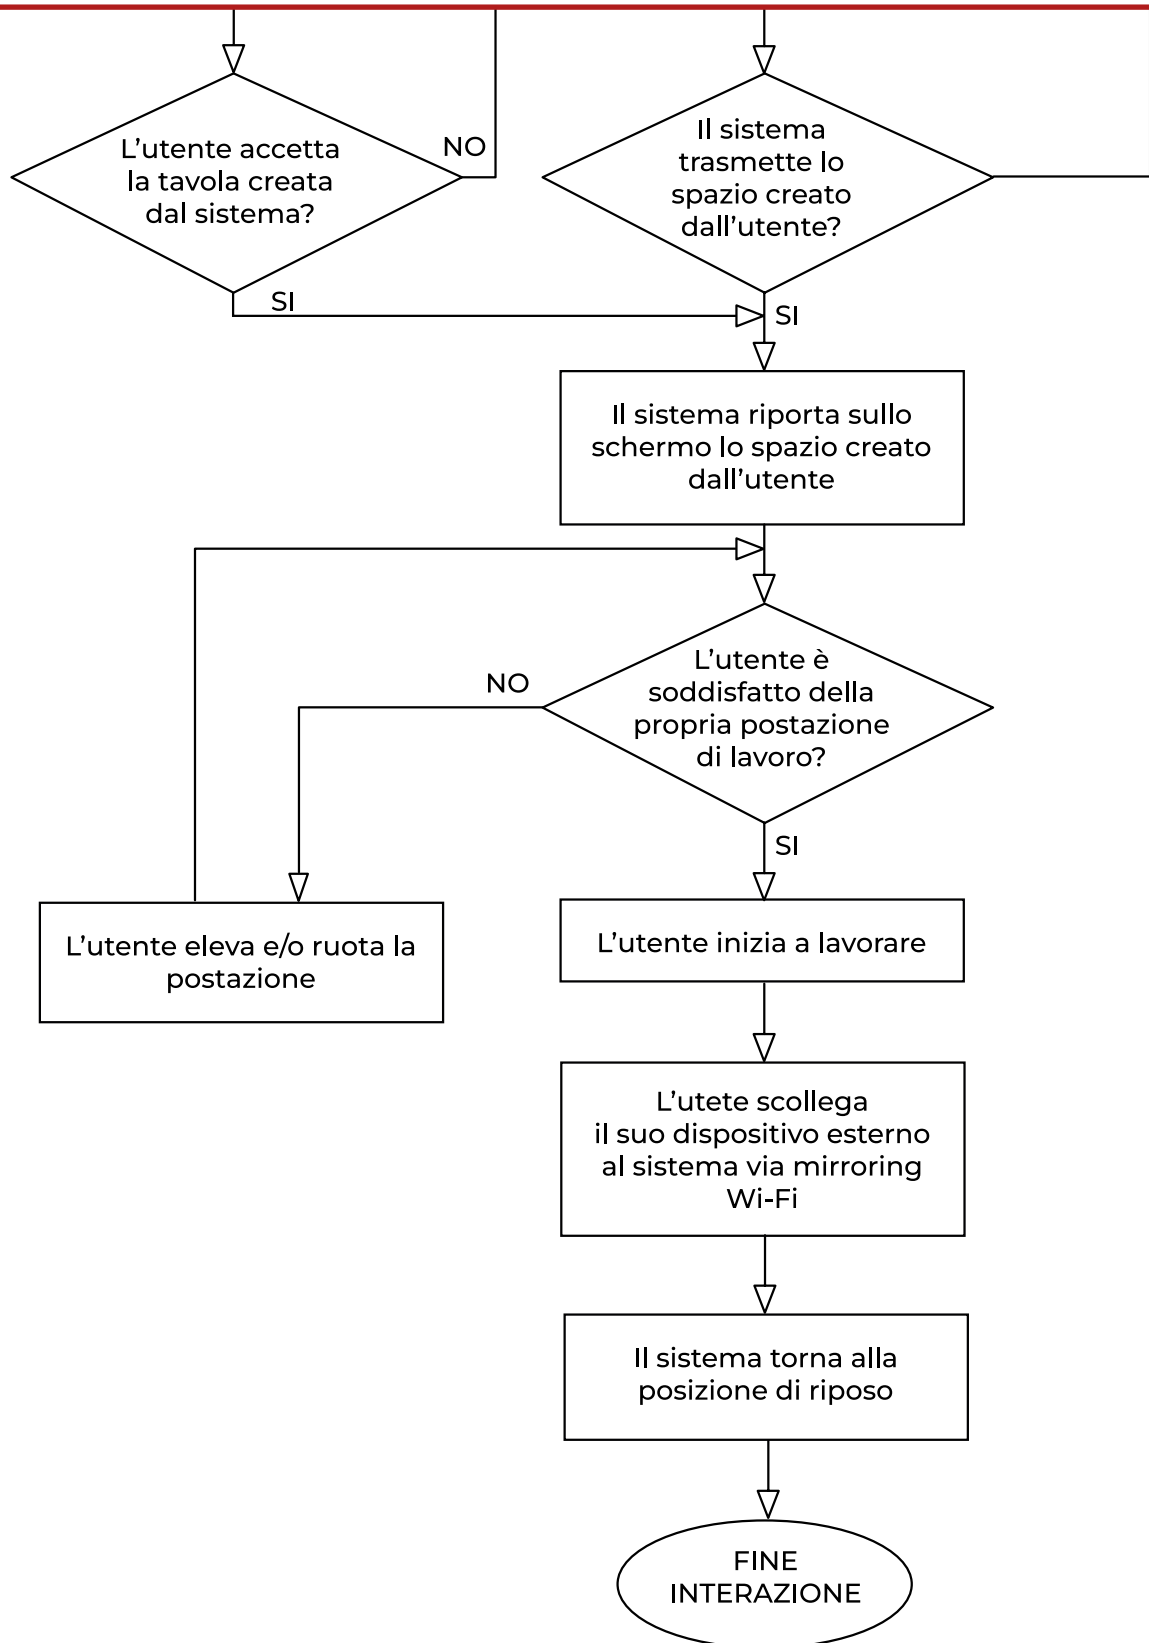 L'utente accetta
la tavola creata
dal sistema?
NO
SI
Il sistema
trasmette lo
spazio creato
dall'utente?
SI
Il sistema riporta sullo
schermo lo spazio creato
dall'utente
L'utente è
soddisfatto della
propria postazione
di lavoro?
NO
SI
L'utente eleva e/o ruota la
postazione
L'utente inizia a lavorare
L'utete scollega
il suo dispositivo esterno
al sistema via mirroring
Wi-Fi
Il sistema torna alla
posizione di riposo
FINE
INTERAZIONE